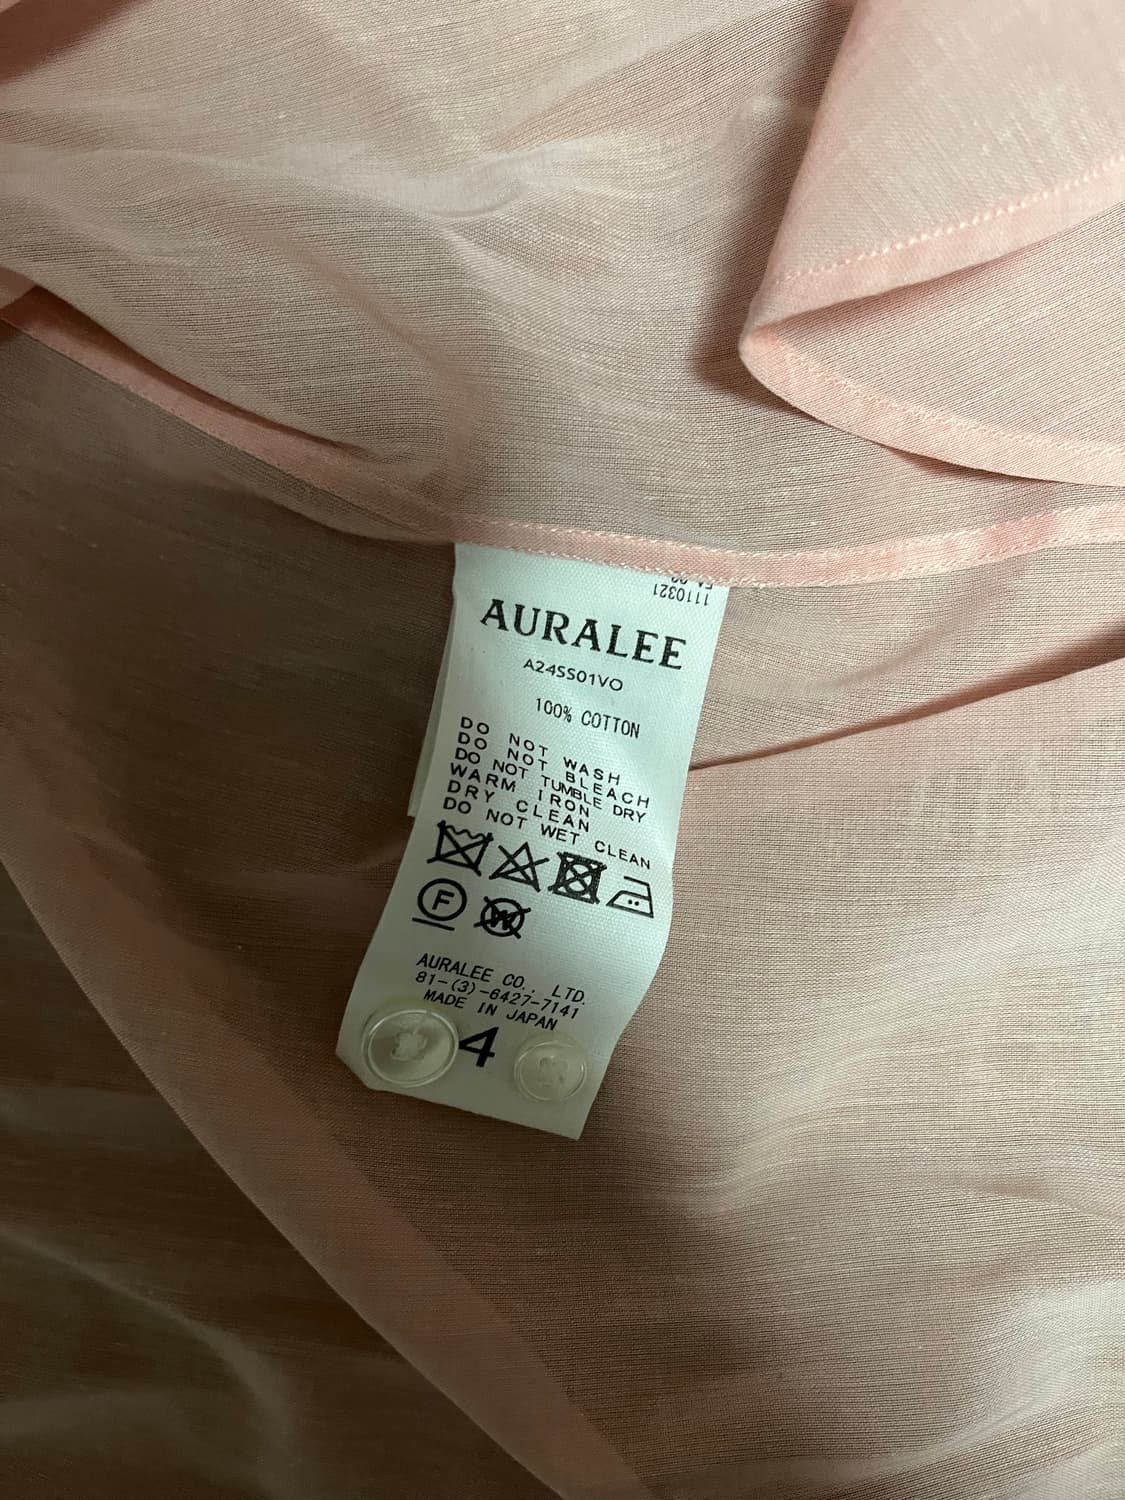 1110321
AURALEE
A24SS01VO
100% COTTON
DO NOT WASH
DO NOT BLEACH
DO NOT TUMBLE DRY
WARM IRON
DRY CLEAN
DO NOT WET CLEAN
F
W
AURALEE CO., LTD.
81-(3)-6427-7141
MADE IN JAPAN
4